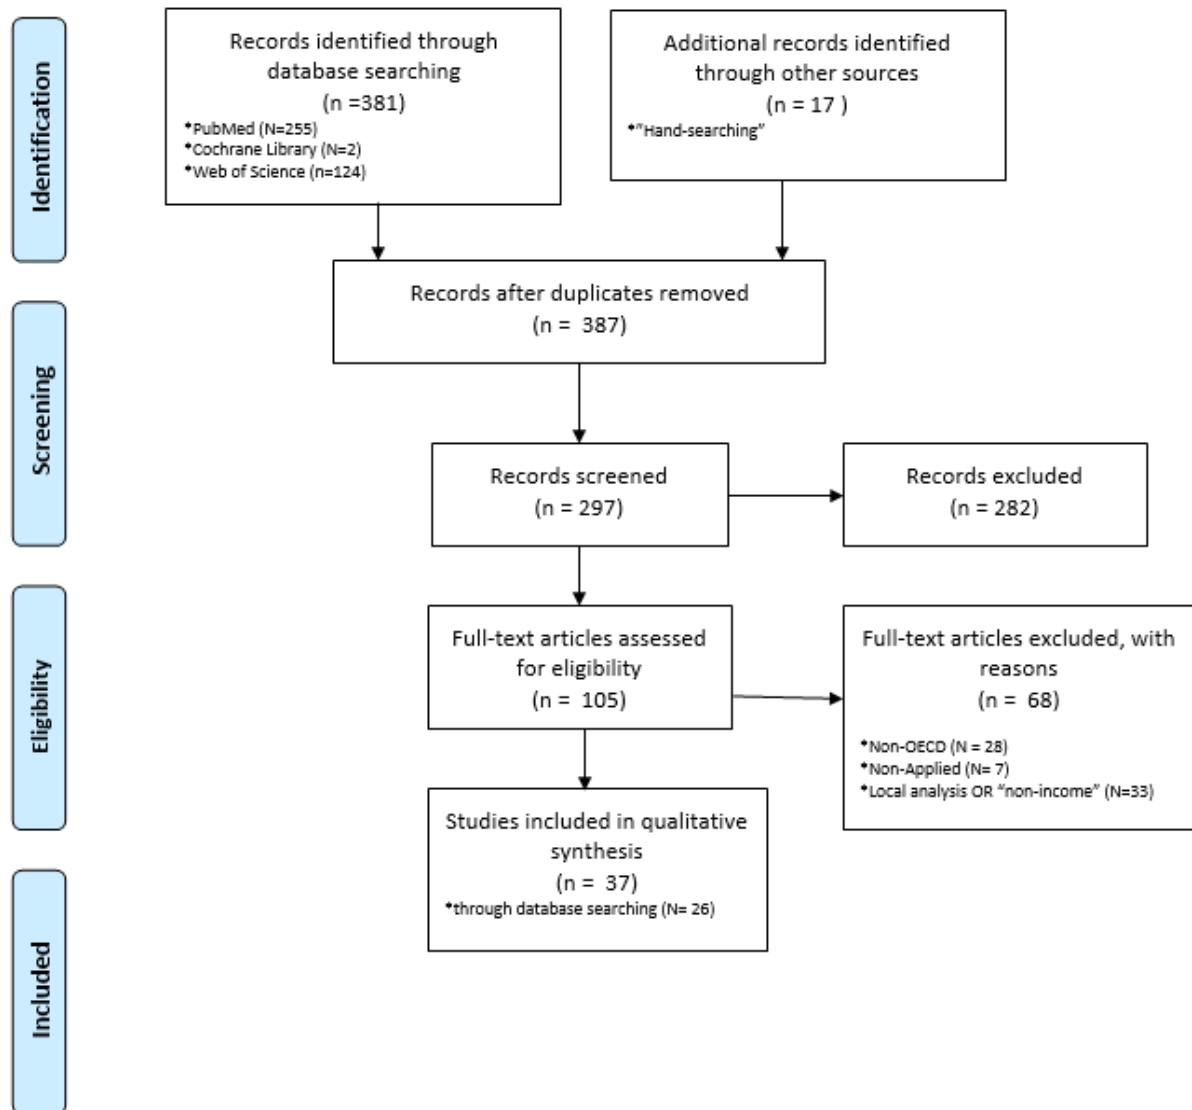 Identification
Records identified through
database searching
(n =381)
*PubMed (N=255)
*Cochrane Library (N=2)
*Web of Science (n=124)
Additional records identified
through other sources
(n = 17 )
*"Hand-searching"
Records after duplicates removed
(n = 387)
Screening
Records screened
(n = 297)
Records excluded
(n = 282)
Eligibility
Full-text articles assessed
for eligibility
(n = 105)
Full-text articles excluded, with
reasons
(n = 68)
*Non-OECD (N = 28)
*Non-Applied (N= 7)
*Local analysis OR "non-income" (N=33)
Included
Studies included in qualitative
synthesis
(n = 37)
*through database searching (N= 26)